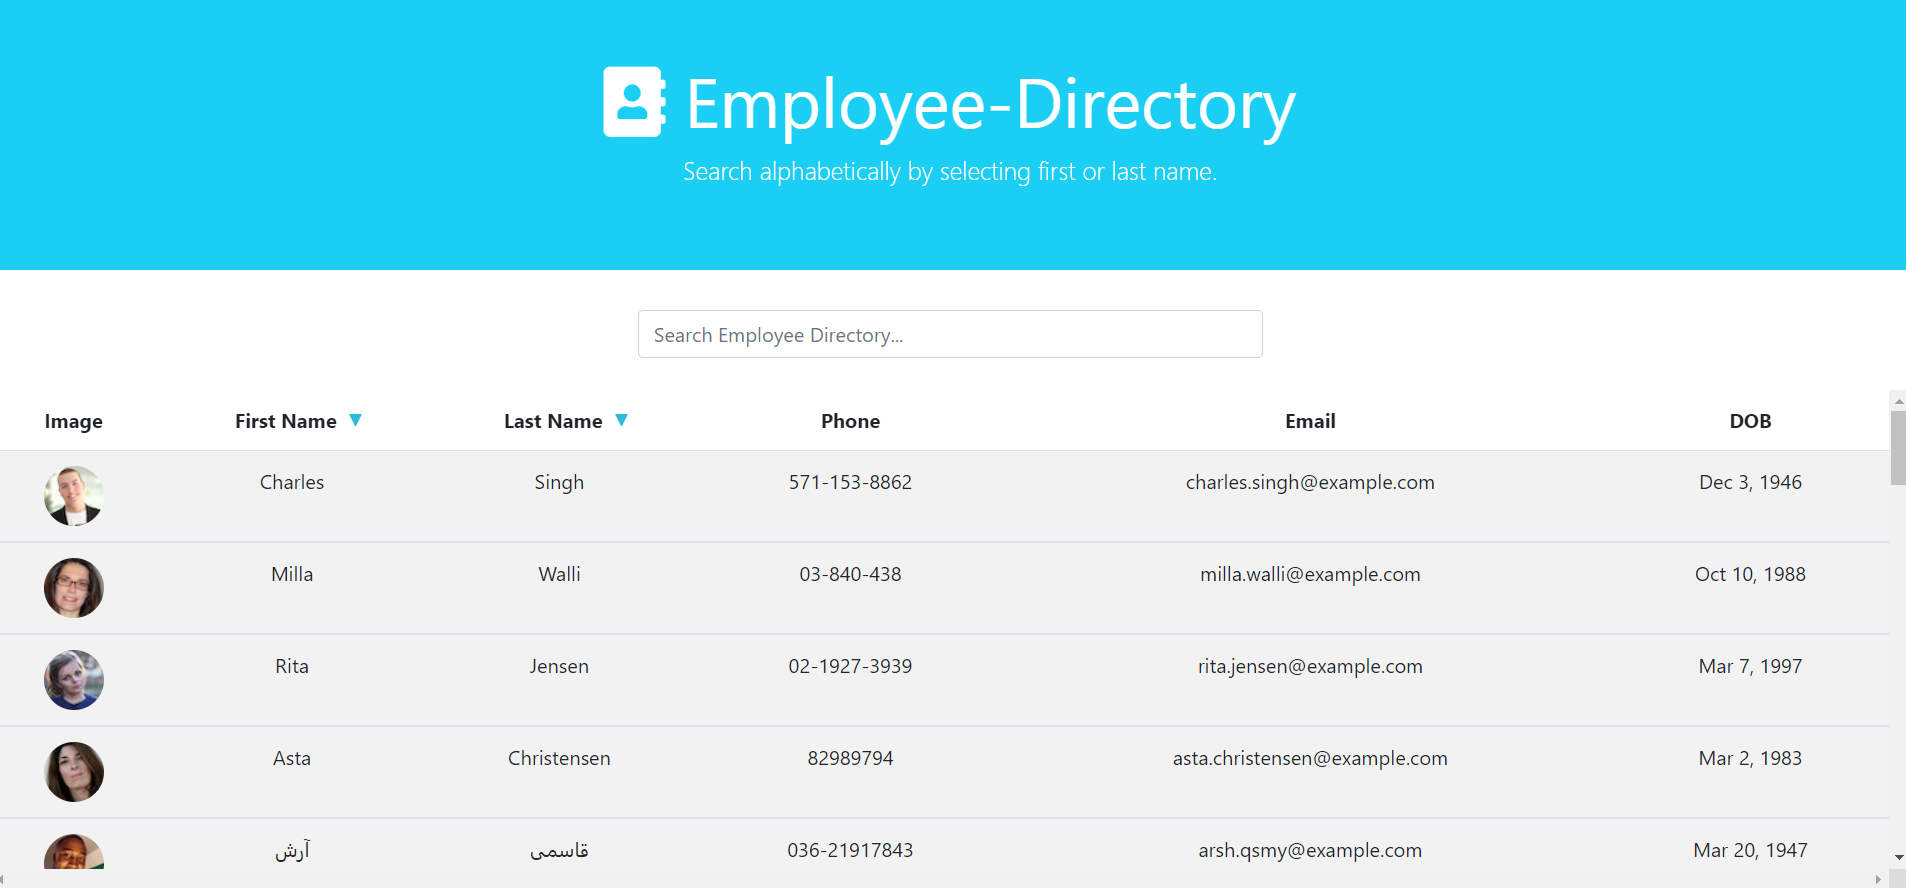 Employee-Directory
Search alphabetically by selecting first or last name.
Search Employee Directory...
Image First Name ▼ Last Name ▼ Phone Email DOB
Charles Singh 571-153-8862 charles.singh@example.com Dec 3, 1946
Milla Walli 03-840-438 milla.walli@example.com Oct 10, 1988
Rita Jensen 02-1927-3939 rita.jensen@example.com Mar 7, 1997
Asta Christensen 82989794 asta.christensen@example.com Mar 2, 1983
آرش قاسمی 036-21917843 arsh.qsmy@example.com Mar 20, 1947